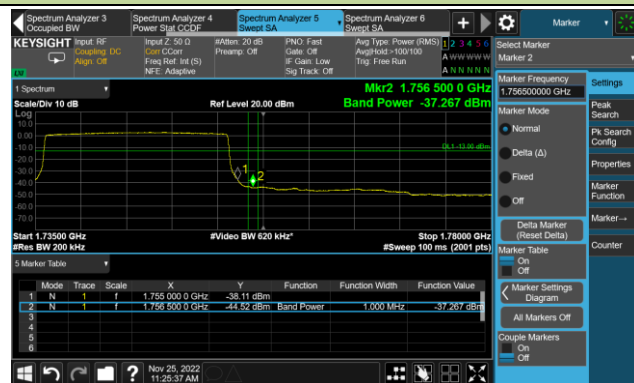 Spectrum Analyzer 3
Occupied BW
Spectrum Analyzer 4
Power Stat CCDF
Spectrum Analyzer 5
Swept SA
Spectrum Analyzer 6
Swept SA
+
Marker
KEYSIGHT
Input: RF
Coupling: DC
Align: Off
Input Z: 50 Ω
Corr CCorr
Freq Ref: Int (S)
NFE: Adaptive
#Atten: 20 dB
Preamp: Off
PNO: Fast
Gate: Off
IF Gain: Low
Sig Track: Off
Avg Type: Power (RMS)
Avg|Hold:>100/100
Trig: Free Run
1 2 3 4 5 6
A W W W W W
A N N N N N
Select Marker
Marker 2
1 Spectrum
Scale/Div 10 dB
Log
Ref Level 20.00 dBm
Mkr2 1.756 500 0 GHz
Band Power -37.267 dBm
10.0
0.00
-10.0
-20.0
-30.0
-40.0
-50.0
-60.0
-70.0
DL1 -13.00 dBm
1
2
Start 1.73500 GHz
#Res BW 200 kHz
#Video BW 620 kHz*
Stop 1.78000 GHz
#Sweep 100 ms (2001 pts)
5 Marker Table
Mode Trace Scale X Y Function Function Width Function Value
1 N 1 f 1.755 000 0 GHz -38.11 dBm
2 N 1 f 1.756 500 0 GHz -44.52 dBm Band Power 1.000 MHz -37.267 dBm
3
4
5
6
Marker Frequency
1.756500000 GHz
Marker Mode
Normal
Delta (Δ)
Fixed
Off
Delta Marker
(Reset Delta)
Marker Table
On
Off
Marker Settings
Diagram
All Markers Off
Couple Markers
On
Off
Settings
Peak
Search
Pk Search
Config
Properties
Marker
Function
Marker→
Counter
?
Nov 25, 2022
11:25:37 AM